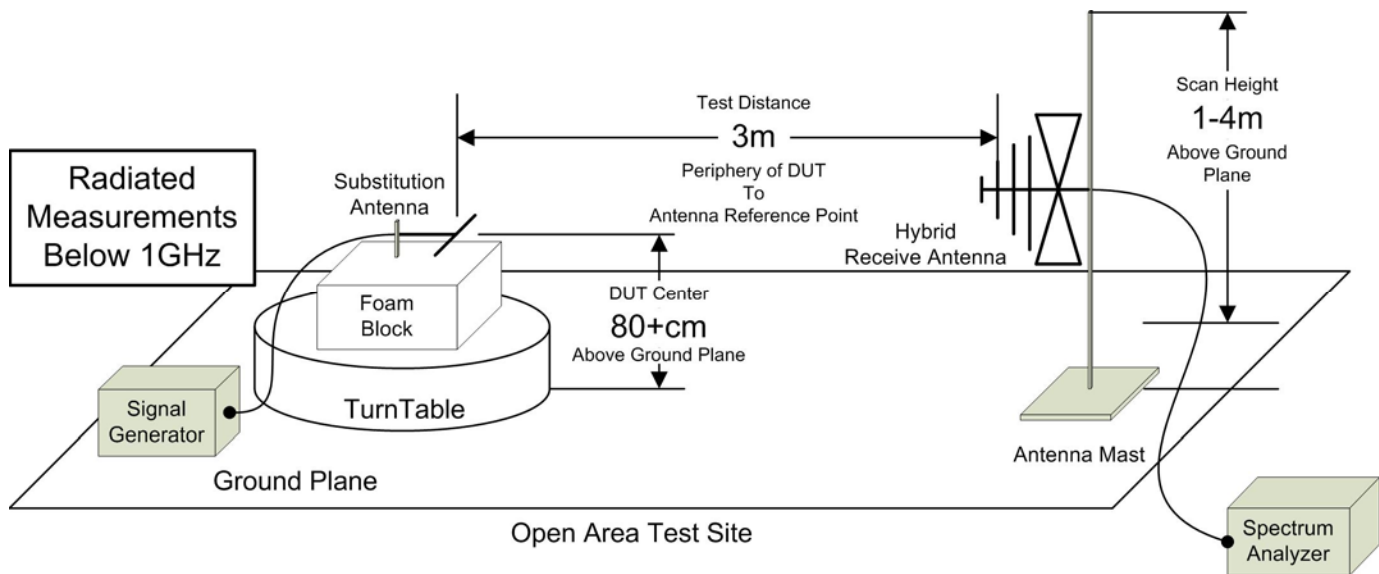 Radiated
Measurements
Below 1GHz
Substitution
Antenna
Test Distance
3m
Periphery of DUT
To
Antenna Reference Point
Hybrid
Receive Antenna
Scan Height
1-4m
Above Ground
Plane
Foam
Block
DUT Center
80+cm
Above Ground Plane
TurnTable
Signal
Generator
Ground Plane
Antenna Mast
Open Area Test Site
Spectrum
Analyzer